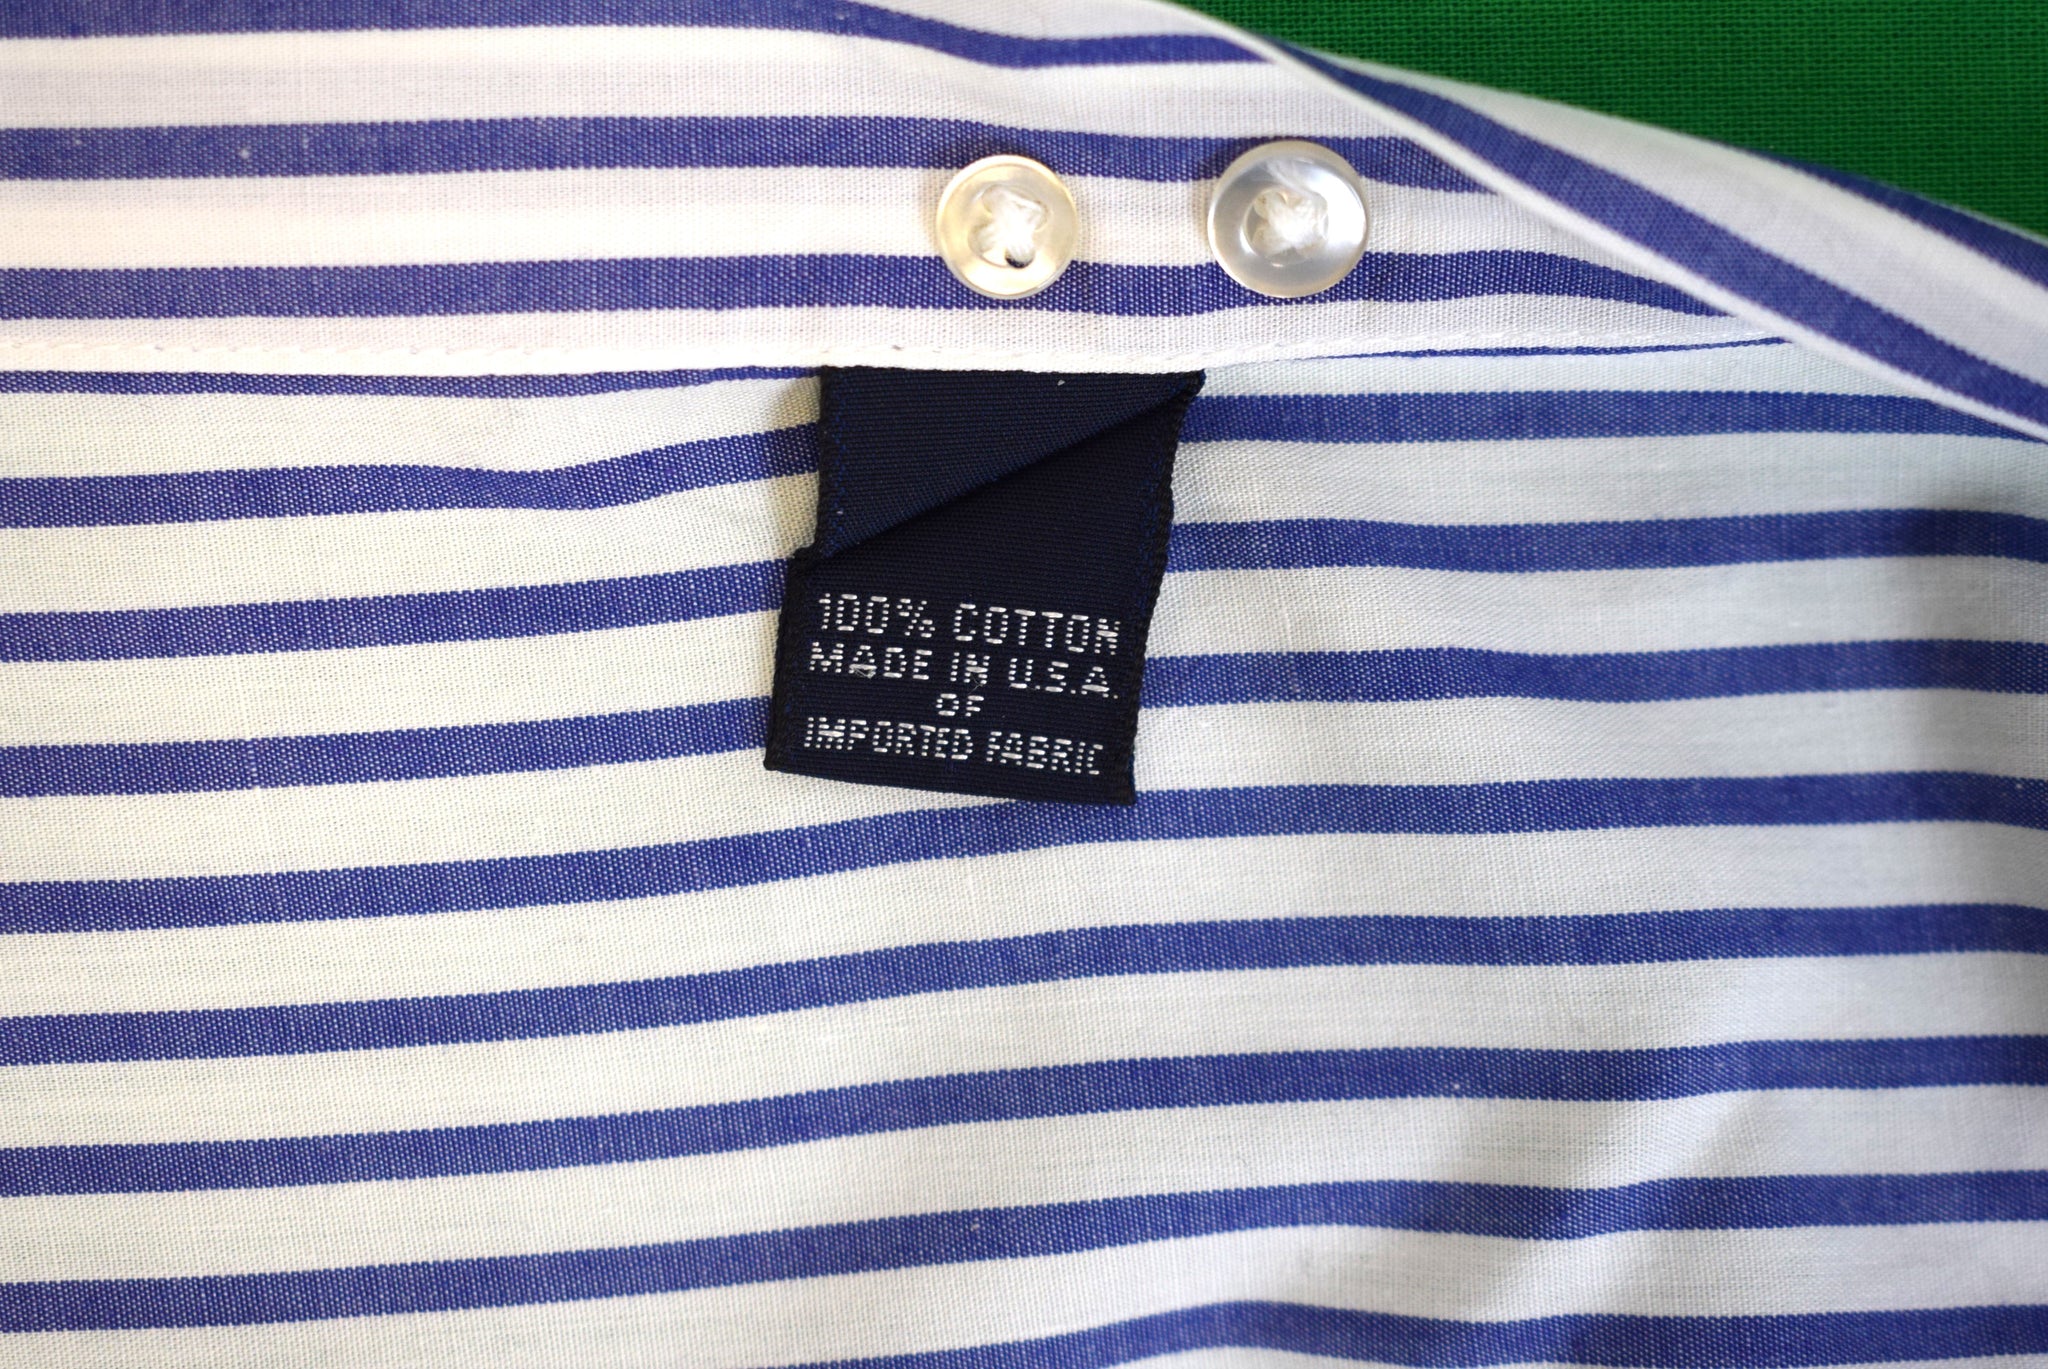 100% COTTON
MADE IN U.S.A.
OF
IMPORTED FABRIC